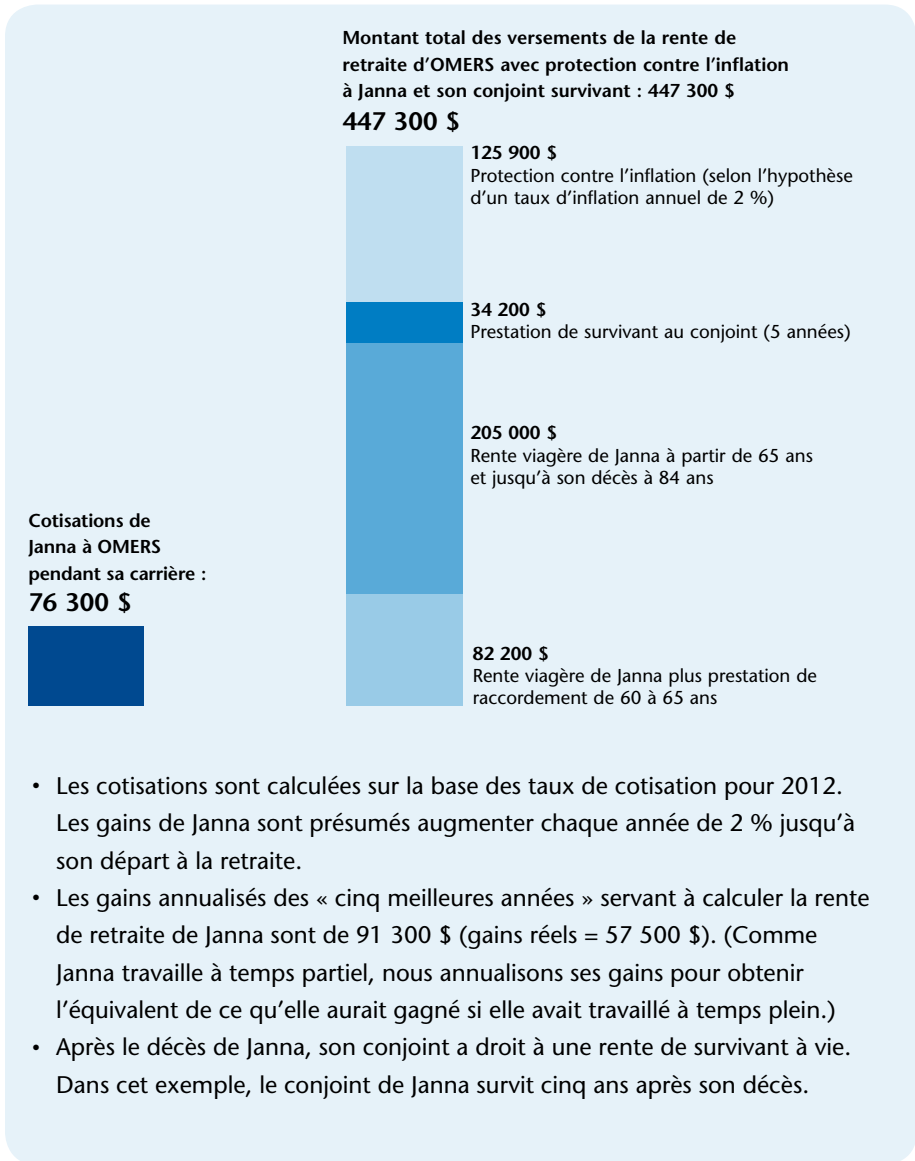 Montant total des versements de la rente de
retraite d'OMERS avec protection contre l'inflation
à Janna et son conjoint survivant : 447 300 $
447 300 $
125 900 $
Protection contre l'inflation (selon l'hypothèse
d'un taux d'inflation annuel de 2 %)
34 200 $
Prestation de survivant au conjoint (5 années)
205 000 $
Rente viagère de Janna à partir de 65 ans
et jusqu'à son décès à 84 ans
Cotisations de
Janna à OMERS
pendant sa carrière :
76 300 $
82 200 $
Rente viagère de Janna plus prestation de
raccordement de 60 à 65 ans
• Les cotisations sont calculées sur la base des taux de cotisation pour 2012.
Les gains de Janna sont présumés augmenter chaque année de 2 % jusqu'à
son départ à la retraite.
• Les gains annualisés des « cinq meilleures années » servant à calculer la rente
de retraite de Janna sont de 91 300 $ (gains réels = 57 500 $). (Comme
Janna travaille à temps partiel, nous annualisons ses gains pour obtenir
l'équivalent de ce qu'elle aurait gagné si elle avait travaillé à temps plein.)
• Après le décès de Janna, son conjoint a droit à une rente de survivant à vie.
Dans cet exemple, le conjoint de Janna survit cinq ans après son décès.